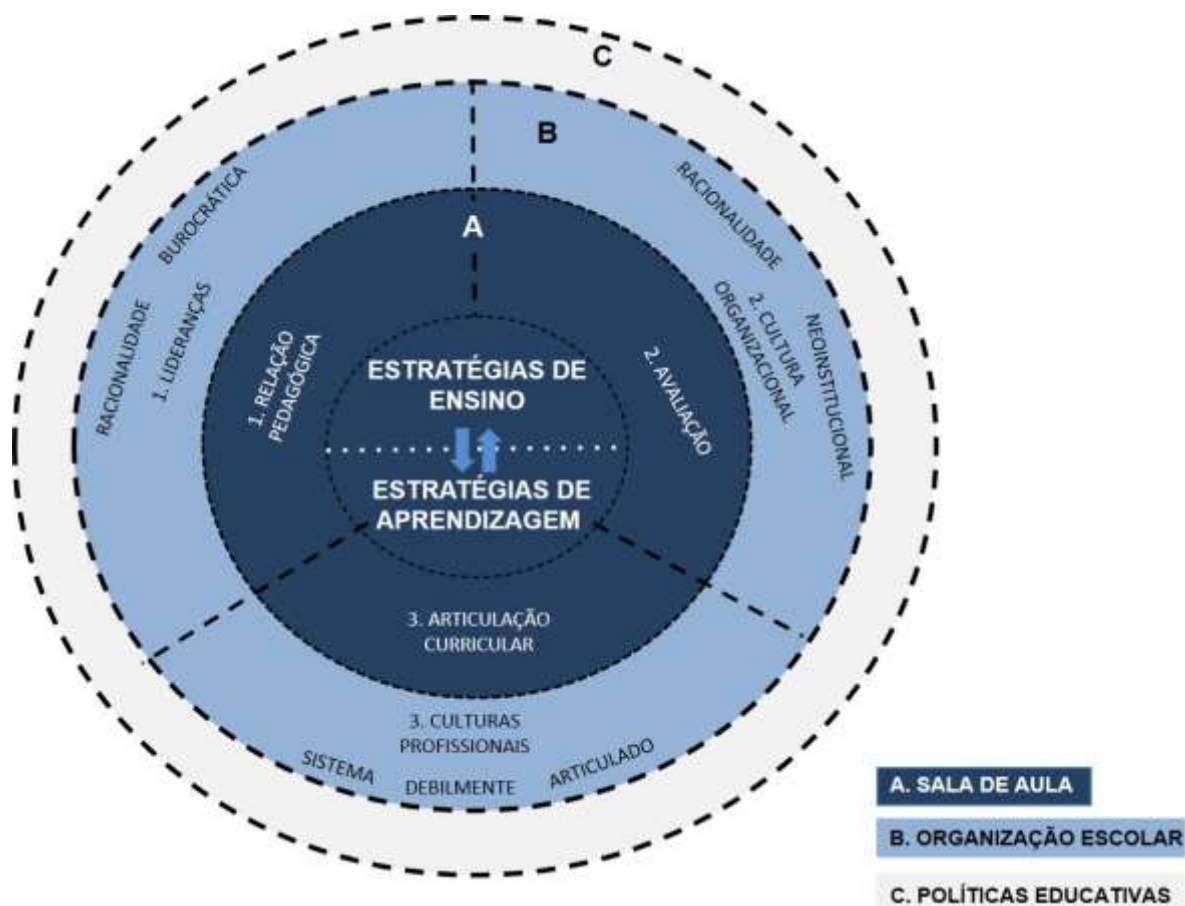 C
B
A
RACIONALIDADE BUROCRÁTICA
1. LIDERANÇAS
RACIONALIDADE NEOINSTITUCIONAL
2. CULTURA
ORGANIZACIONAL
1. RELAÇÃO
PEDAGÓGICA
2. AVALIAÇÃO
ESTRATÉGIAS DE
ENSINO
ESTRATÉGIAS DE
APRENDIZAGEM
3. ARTICULAÇÃO
CURRICULAR
3. CULTURAS
PROFISSIONAIS
SISTEMA DEBILMENTE ARTICULADO
A. SALA DE AULA
B. ORGANIZAÇÃO ESCOLAR
C. POLÍTICAS EDUCATIVAS